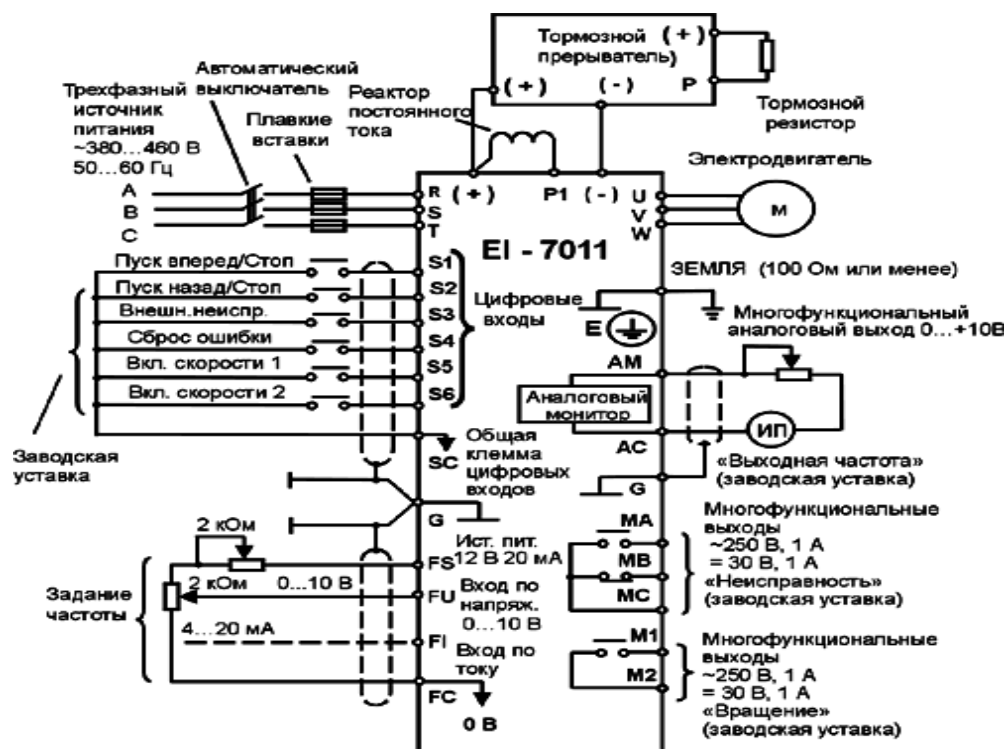 Тормозной (+)
прерыватель)
(+) (-) P
Тормозной
резистор
Автоматический
выключатель
Трехфазный
источник
питания
~380...460 В
50...60 Гц
Плавкие
вставки
Реактор
постоянного
тока
Электродвигатель
A
B
C
R (+) P1 (-) U
S V
T W
М
EI - 7011
ЗЕМЛЯ (100 Ом или менее)
Пуск вперед/Стоп S1
Пуск назад/Стоп S2
Внешн.неиспр. S3
Сброс ошибки S4
Вкл. скорости 1 S5
Вкл. скорости 2 S6
Цифровые
входы
E
Многофункциональный
аналоговый выход 0...+10В
AM
Аналоговый
монитор
AC
ИП
Заводская
уставка
SC
Общая
клемма
цифровых
входов
«Выходная частота»
(заводская уставка)
G
G
2 кОм
Ист. пит.
12 В 20 мА
FS
2 кОм 0...10 В
FU
Вход по
напряж.
0...10 В
Задание
частоты
4...20 мА
FI
Вход по
току
FC
0 В
MA
MB
MC
Многофункциональные
выходы
~250 В, 1 А
= 30 В, 1 А
«Неисправность»
(заводская уставка)
M1
M2
Многофункциональные
выходы
~250 В, 1 А
= 30 В, 1 А
«Вращение»
(заводская уставка)